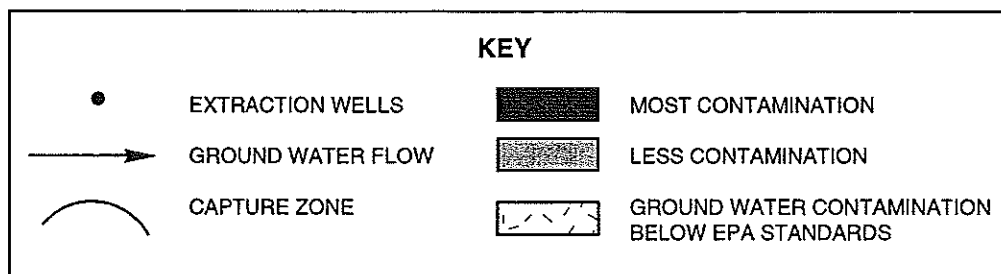 KEY
EXTRACTION WELLS
MOST CONTAMINATION
GROUND WATER FLOW
LESS CONTAMINATION
CAPTURE ZONE
GROUND WATER CONTAMINATION
BELOW EPA STANDARDS